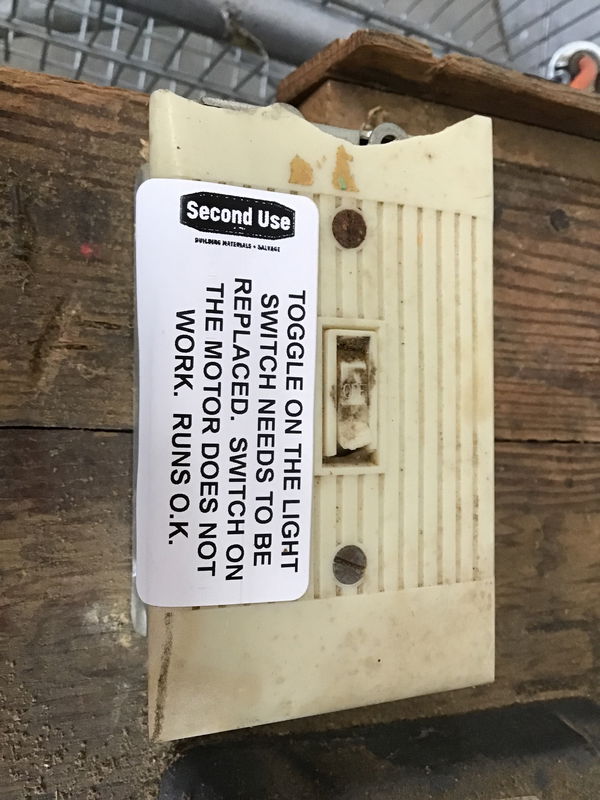 Second Use
BUILDING MATERIALS + SALVAGE
TOGGLE ON THE LIGHT
SWITCH NEEDS TO BE
REPLACED. SWITCH ON
THE MOTOR DOES NOT
WORK. RUNS O.K.